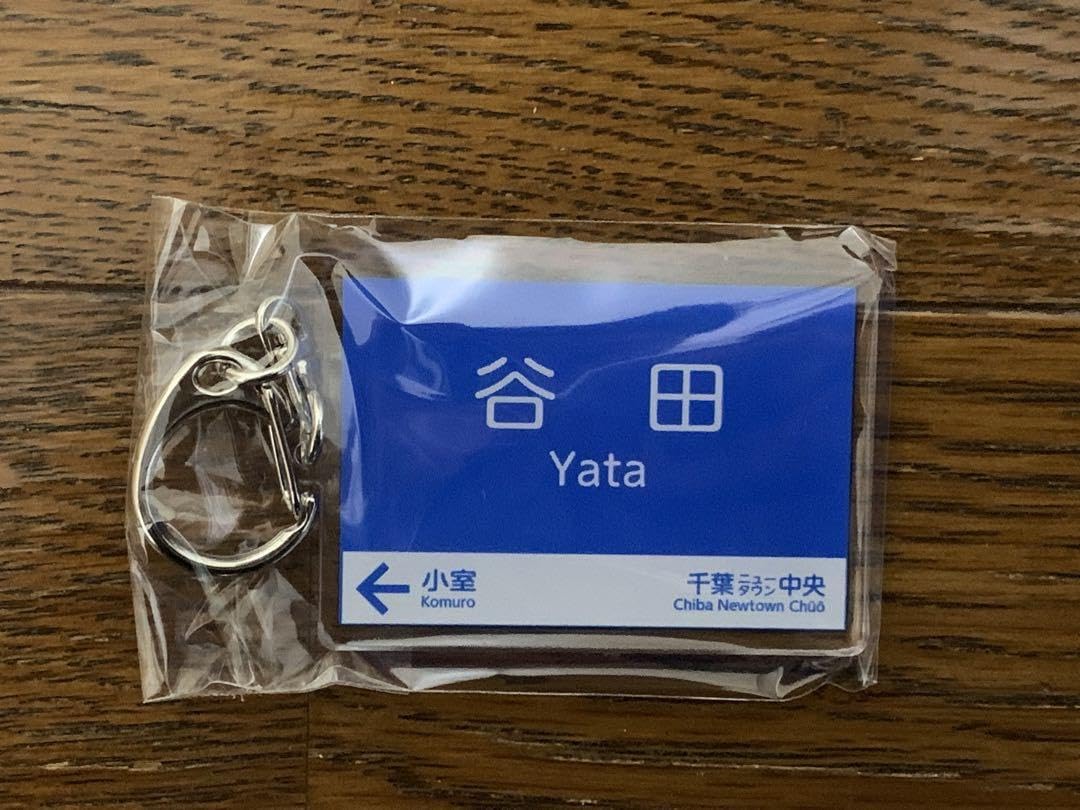 谷田
Yata
小室
Komuro
千葉ニュータウン中央
Chiba Newtown Chūō